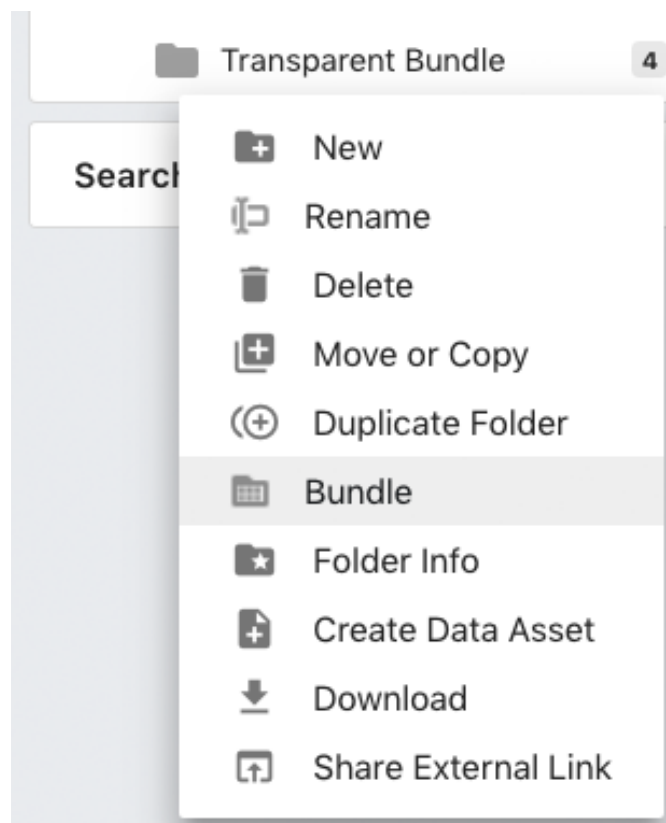 Transparent Bundle 4
New
Search
Rename
Delete
Move or Copy
Duplicate Folder
Bundle
Folder Info
Create Data Asset
Download
Share External Link